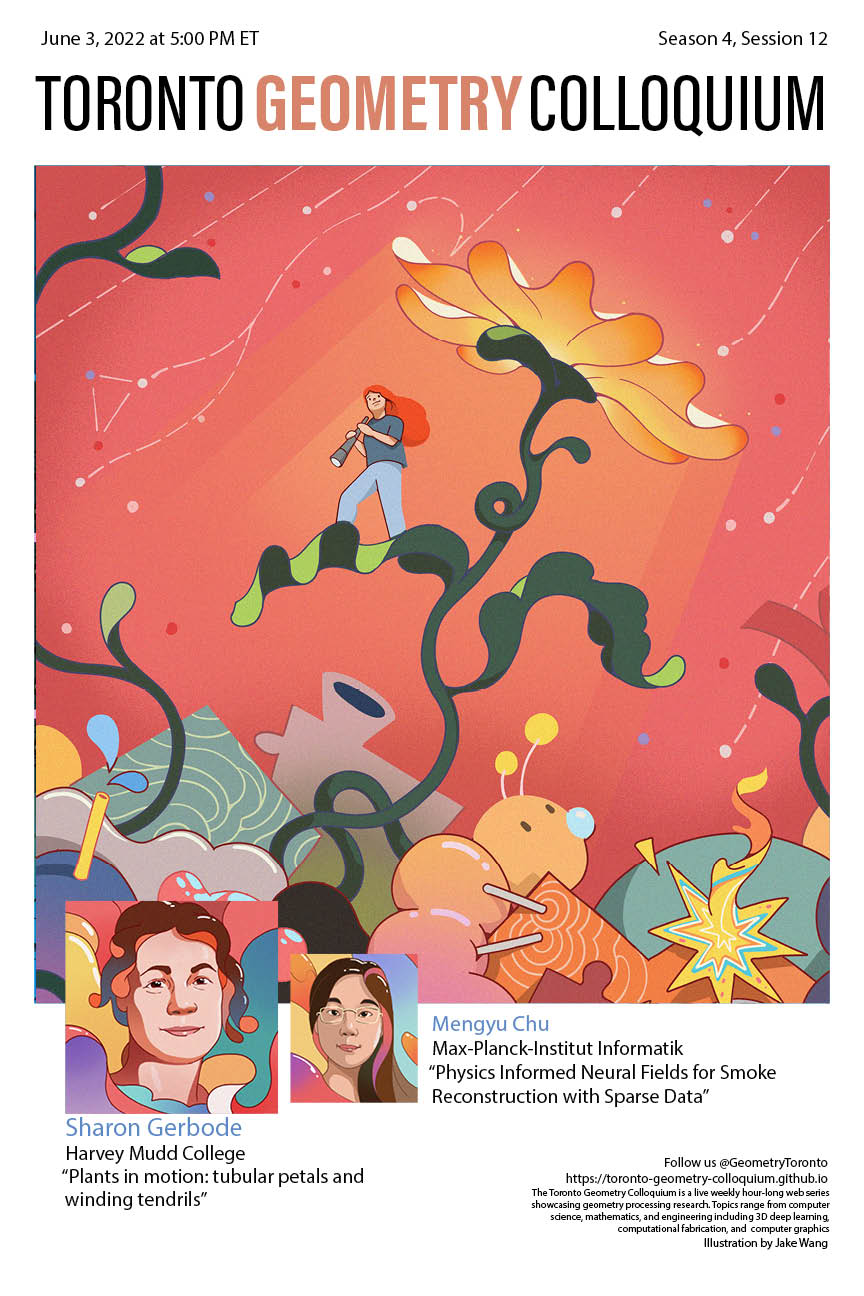 June 3, 2022 at 5:00 PM ET
Season 4, Session 12
TORONTO GEOMETRY COLLOQUIUM
Mengyu Chu
Max-Planck-Institut Informatik
“Physics Informed Neural Fields for Smoke
Reconstruction with Sparse Data”
Sharon Gerbode
Harvey Mudd College
“Plants in motion: tubular petals and
winding tendrils”
Follow us @GeometryToronto
https://toronto-geometry-colloquium.github.io
The Toronto Geometry Colloquium is a live weekly hour-long web series
showcasing geometry processing research. Topics range from computer
science, mathematics, and engineering including 3D deep learning,
computational fabrication, and computer graphics
Illustration by Jake Wang